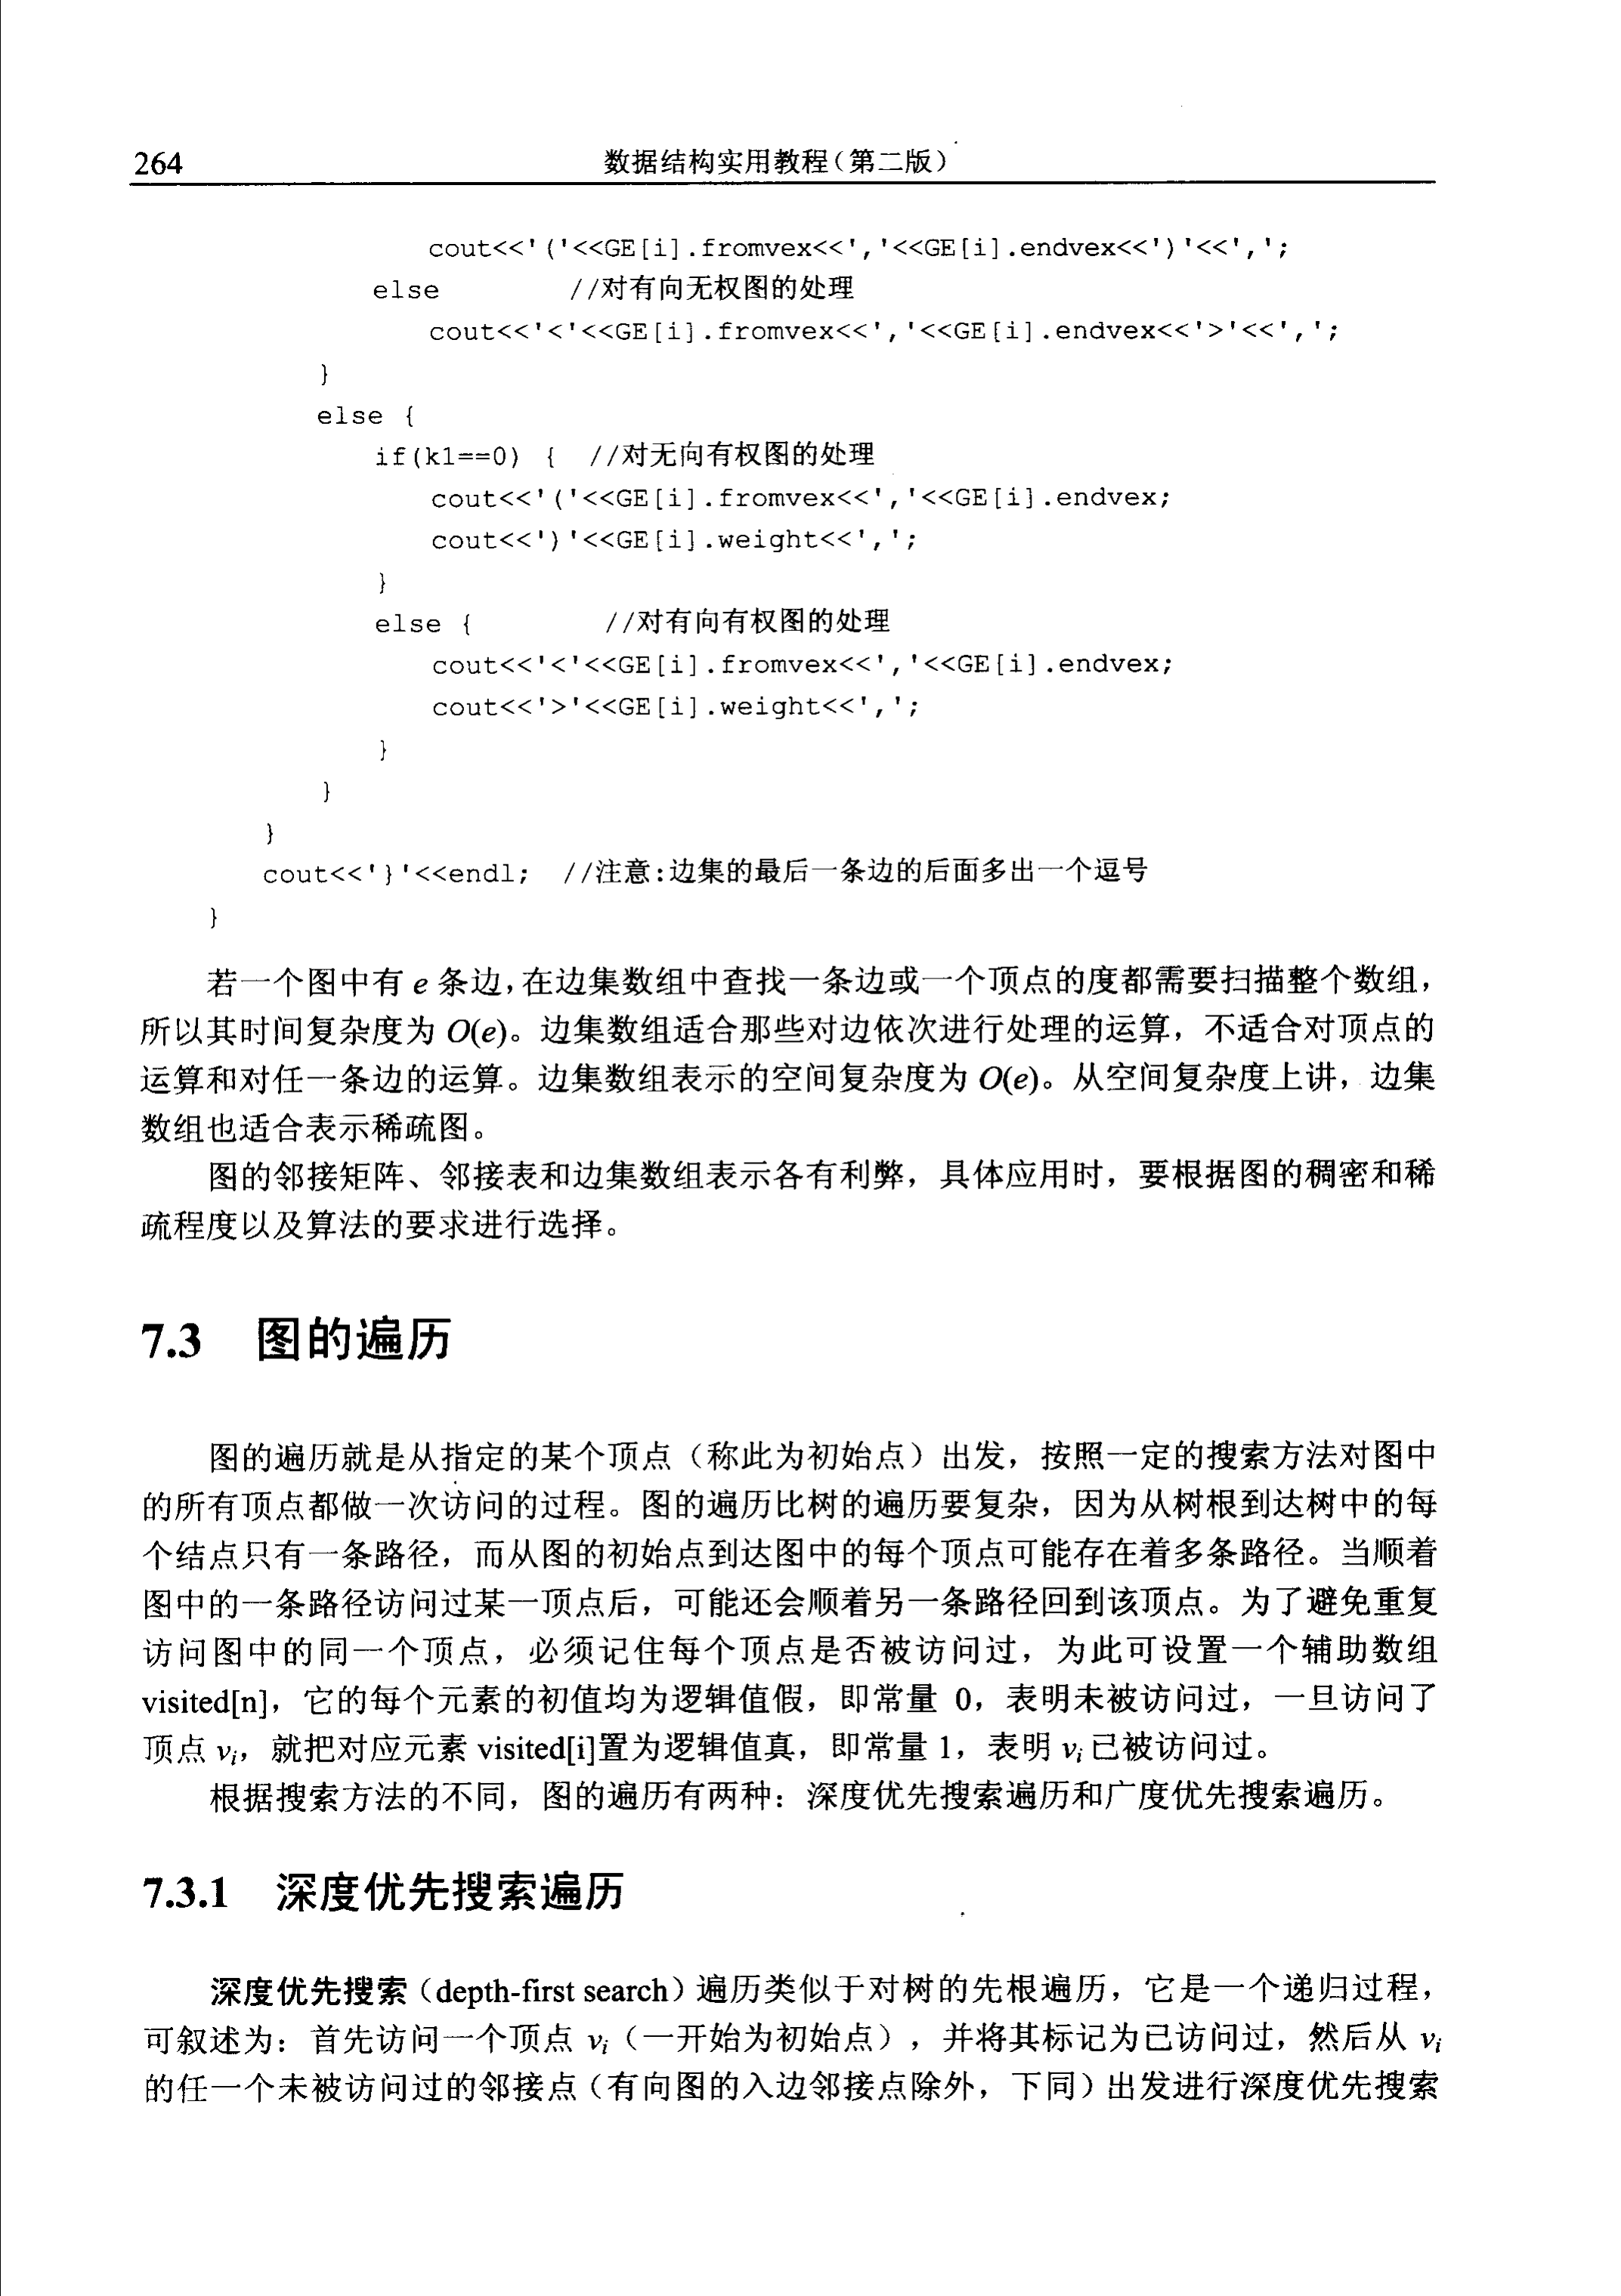 264 数据结构实用教程(第二版)
cout<<'('<<GE[i].fromvex<<','<<GE[i].endvex<<')'<<',';
else //对有向无权图的处理
cout<<'<'<<GE[i].fromvex<<','<<GE[i].endvex<<'>'<<',';
}
else {
if(k1==0) { //对无向有权图的处理
cout<<'('<<GE[i].fromvex<<','<<GE[i].endvex;
cout<<')'<<GE[i].weight<<',';
}
else { //对有向有权图的处理
cout<<'<'<<GE[i].fromvex<<','<<GE[i].endvex;
cout<<'>'<<GE[i].weight<<',';
}
}
}
cout<<'}'<<endl; //注意:边集的最后一条边的后面多出一个逗号
}
若一个图中有 e 条边,在边集数组中查找一条边或一个顶点的度都需要扫描整个数组,
所以其时间复杂度为 O(e)。边集数组适合那些对边依次进行处理的运算，不适合对顶点的
运算和对任一条边的运算。边集数组表示的空间复杂度为 O(e)。从空间复杂度上讲，边集
数组也适合表示稀疏图。
图的邻接矩阵、邻接表和边集数组表示各有利弊，具体应用时，要根据图的稠密和稀
疏程度以及算法的要求进行选择。
7.3 图的遍历
图的遍历就是从指定的某个顶点（称此为初始点）出发，按照一定的搜索方法对图中
的所有顶点都做一次访问的过程。图的遍历比树的遍历要复杂，因为从树根到达树中的每
个结点只有一条路径，而从图的初始点到达图中的每个顶点可能存在着多条路径。当顺着
图中的一条路径访问过某一顶点后，可能还会顺着另一条路径回到该顶点。为了避免重复
访问图中的同一个顶点，必须记住每个顶点是否被访问过，为此可设置一个辅助数组
visited[n]，它的每个元素的初值均为逻辑值假，即常量 0，表明未被访问过，一旦访问了
顶点 vi，就把对应元素 visited[i]置为逻辑值真，即常量 1，表明 vi 已被访问过。
根据搜索方法的不同，图的遍历有两种：深度优先搜索遍历和广度优先搜索遍历。
7.3.1 深度优先搜索遍历
深度优先搜索（depth-first search）遍历类似于对树的先根遍历，它是一个递归过程，
可叙述为：首先访问一个顶点 vi（一开始为初始点），并将其标记为已访问过，然后从 vi
的任一个未被访问过的邻接点（有向图的入边邻接点除外，下同）出发进行深度优先搜索